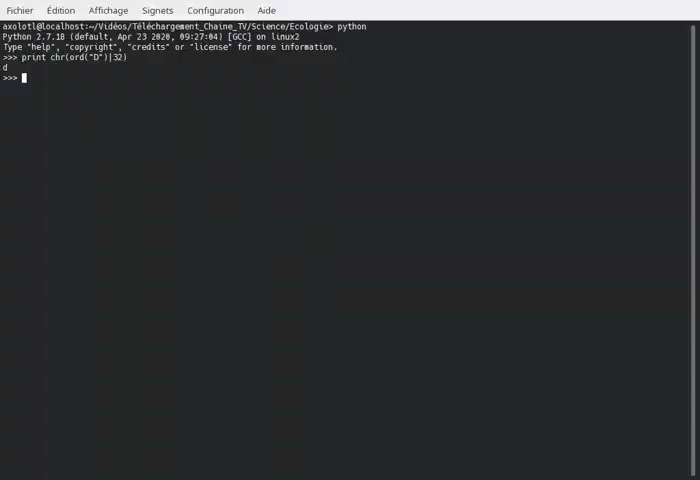 Fichier Édition Affichage Signets Configuration Aide
axolotl@localhost:~/Vidéos/Téléchargement_Chaine_TV/Science/Ecologie> python
Python 2.7.18 (default, Apr 23 2020, 09:27:04) [GCC] on linux2
Type "help", "copyright", "credits" or "license" for more information.
>>> print chr(ord("D")|32)
d
>>>